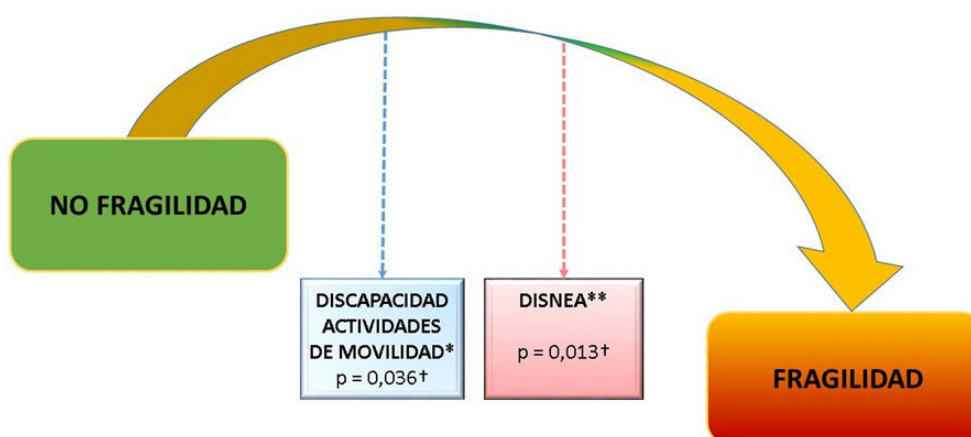 NO FRAGILIDAD
DISCAPACIDAD
ACTIVIDADES
DE MOVILIDAD*
p = 0,036†
DISNEA**
p = 0,013†
FRAGILIDAD